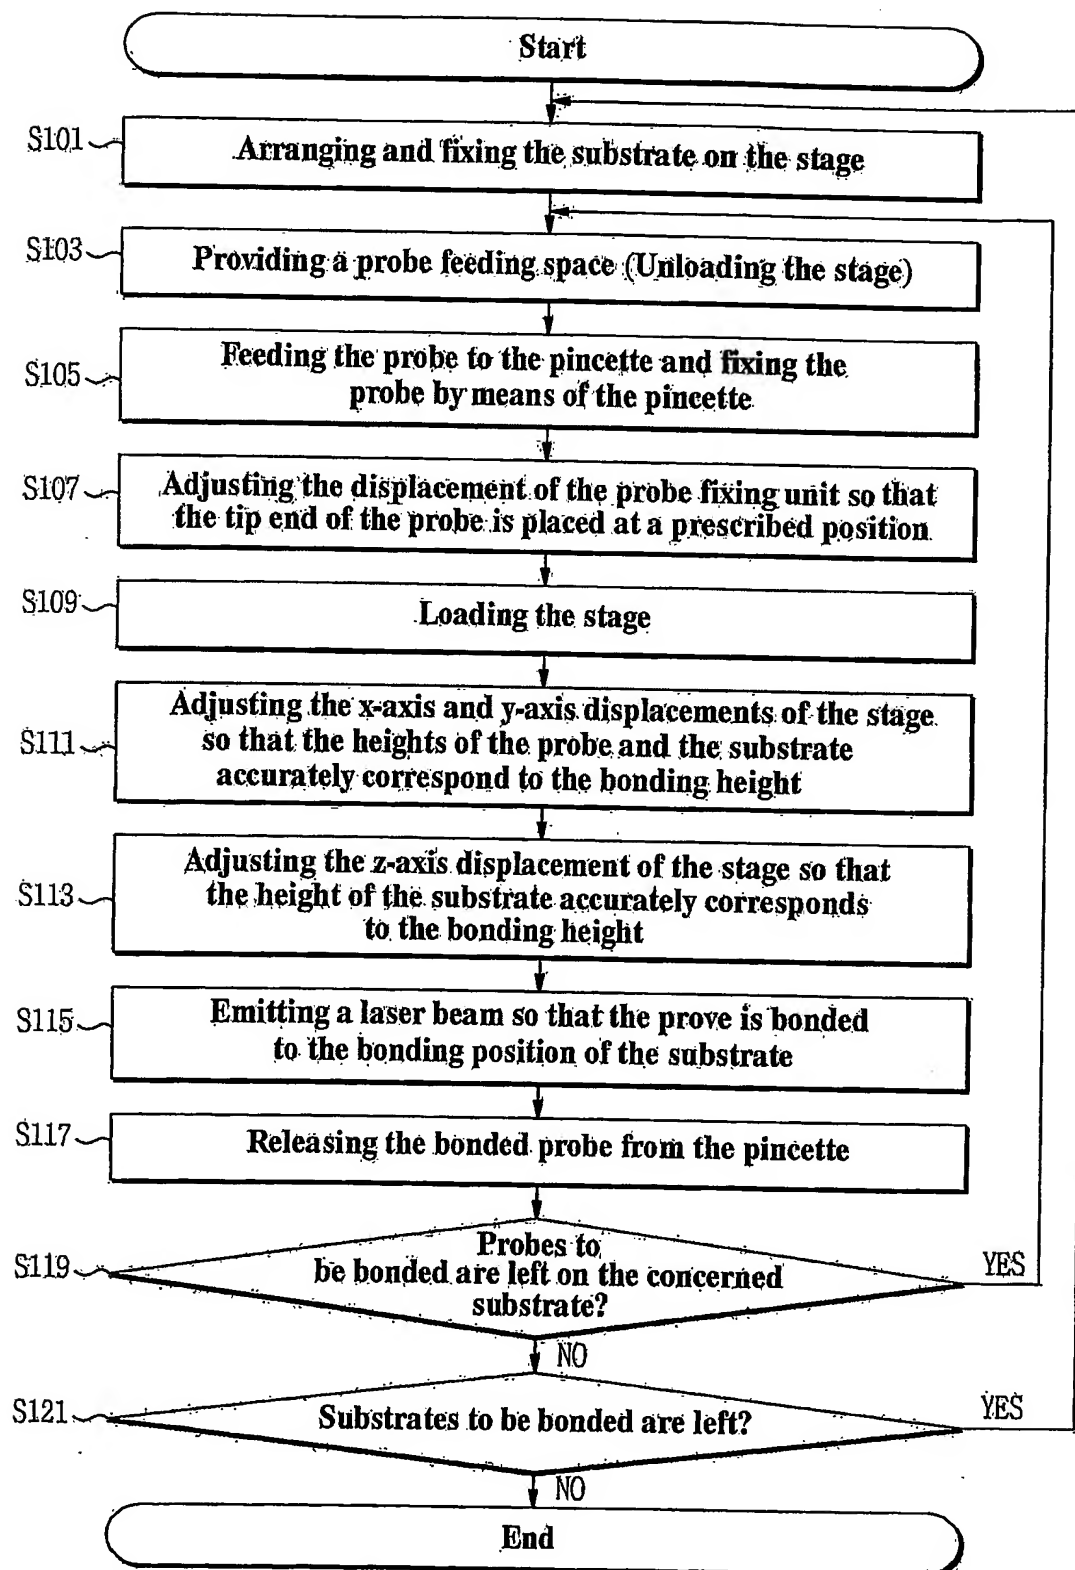 Start
S101
Arranging and fixing the substrate on the stage
S103
Providing a probe feeding space (Unloading the stage)
S105
Feeding the probe to the pincette and fixing the
probe by means of the pincette
S107
Adjusting the displacement of the probe fixing unit so that
the tip end of the probe is placed at a prescribed position
S109
Loading the stage
S111
Adjusting the x-axis and y-axis displacements of the stage
so that the heights of the probe and the substrate
accurately correspond to the bonding height
S113
Adjusting the z-axis displacement of the stage so that
the height of the substrate accurately corresponds
to the bonding height
S115
Emitting a laser beam so that the prove is bonded
to the bonding position of the substrate
S117
Releasing the bonded probe from the pincette
S119
Probes to
be bonded are left on the concerned
substrate?
YES
NO
S121
Substrates to be bonded are left?
YES
NO
End